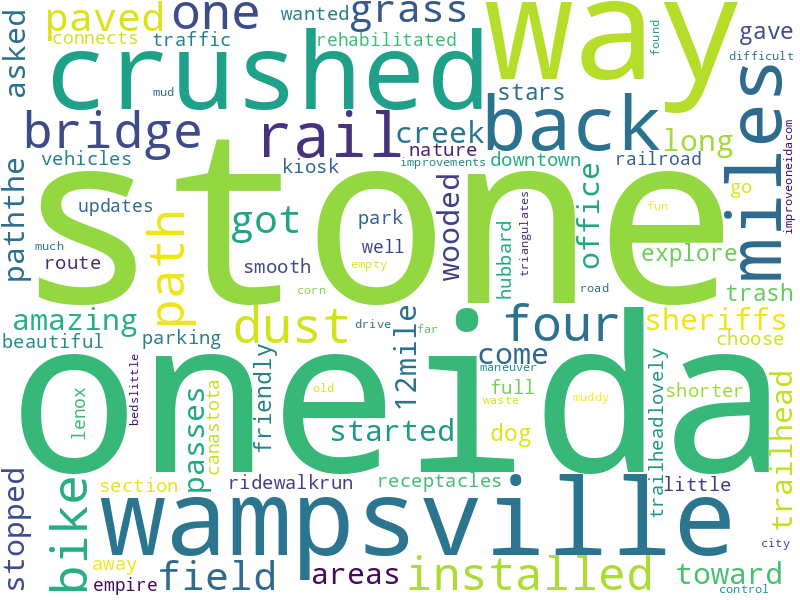 asked
paved
connects
one
traffic
wanted
grass
rehabilitated
way
found
gave
difficult
crushed
mud
stars
back
miles
improveoneidacom
bridge
rail
creek
nature
long
vehicles
kiosk
improvements
downtown
railroad
paththe
stone
updates
path
got
park
well
wooded
triangulates
hubbard
office
fun
go
explore
much
route
smooth
empty
corn
road
trash
amazing
dust
drive
12mile
far
four
sheriffs
beautiful
parking
friendly
come
maneuver
choose
oneida
bedslittle
lenox
passes
canastota
old
full
waste
muddy
trailheadlovely
shorter
trailhead
started
dog
stopped
bike
section
wampsville
ridewalkrun
receptacles
little
city
away
empire
field
areas
installed
toward
control